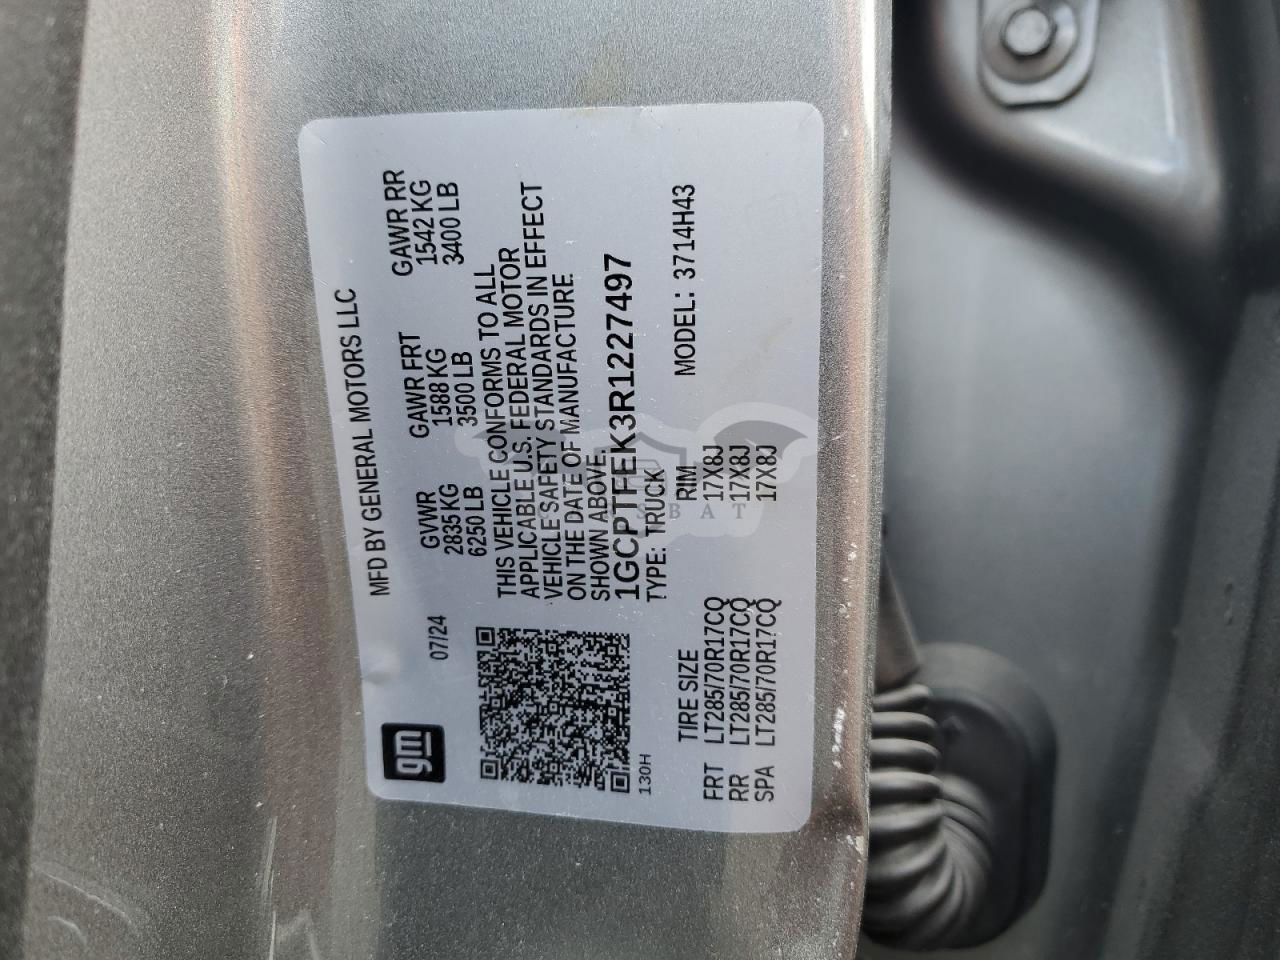 gm
MFD BY GENERAL MOTORS LLC
07/24
GVWR GAWR FRT GAWR RR
2835 KG 1588 KG 1542 KG
6250 LB 3500 LB 3400 LB
THIS VEHICLE CONFORMS TO ALL
APPLICABLE U.S. FEDERAL MOTOR
VEHICLE SAFETY STANDARDS IN EFFECT
ON THE DATE OF MANUFACTURE
SHOWN ABOVE.
1GCPTFEK3R1227497
130H
TYPE: TRUCK
TIRE SIZE RIM MODEL: 3714H43
FRT LT285/70R17CQ 17X8J
RR LT285/70R17CQ 17X8J
SPA LT285/70R17CQ 17X8J